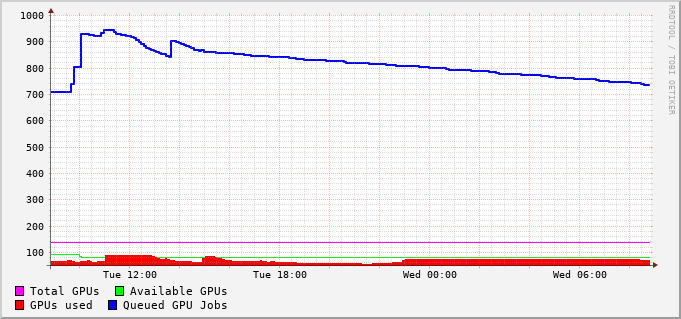 1000
900
800
700
600
500
400
300
200
100
Tue 12:00 Tue 18:00 Wed 00:00 Wed 06:00
Total GPUs Available GPUs
GPUs used Queued GPU Jobs
RRDTOOL / TOBI OETIKER